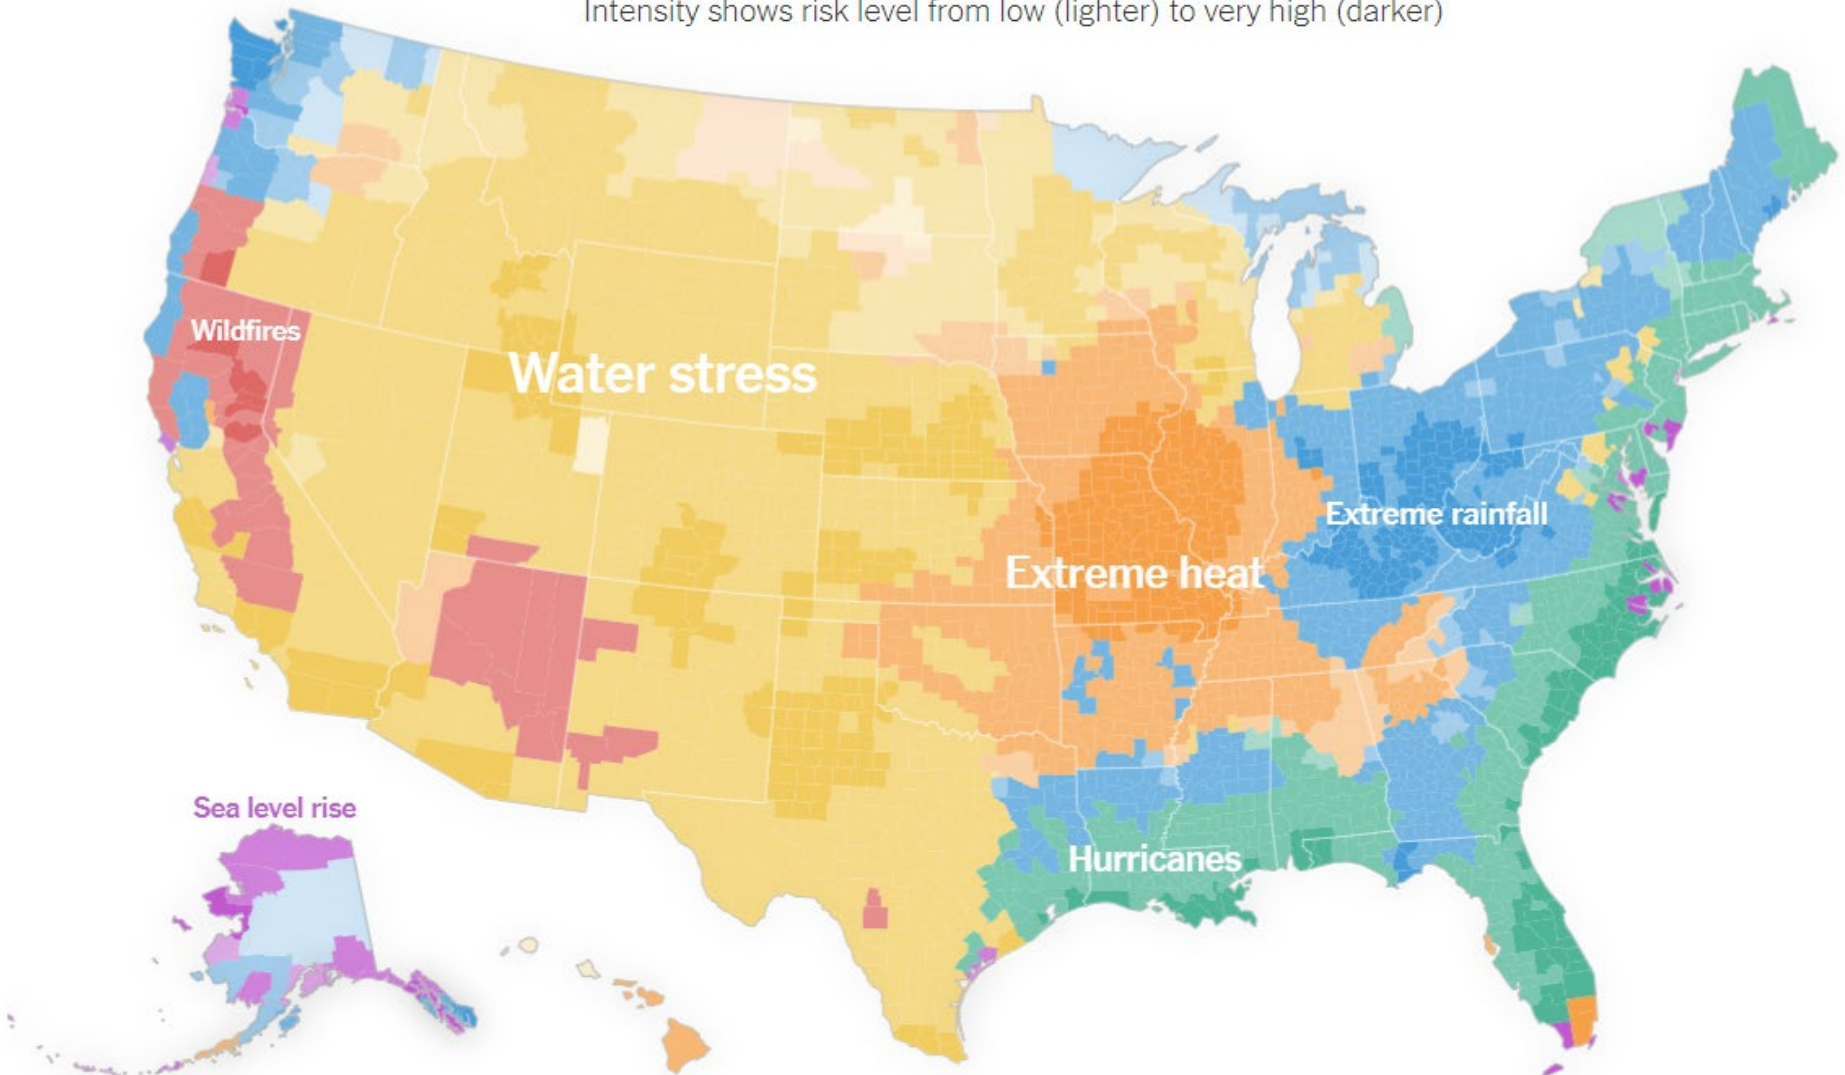 Intensity shows risk level from low (lighter) to very high (darker)
Wildfires
Water stress
Extreme rainfall
Extreme heat
Sea level rise
Hurricanes